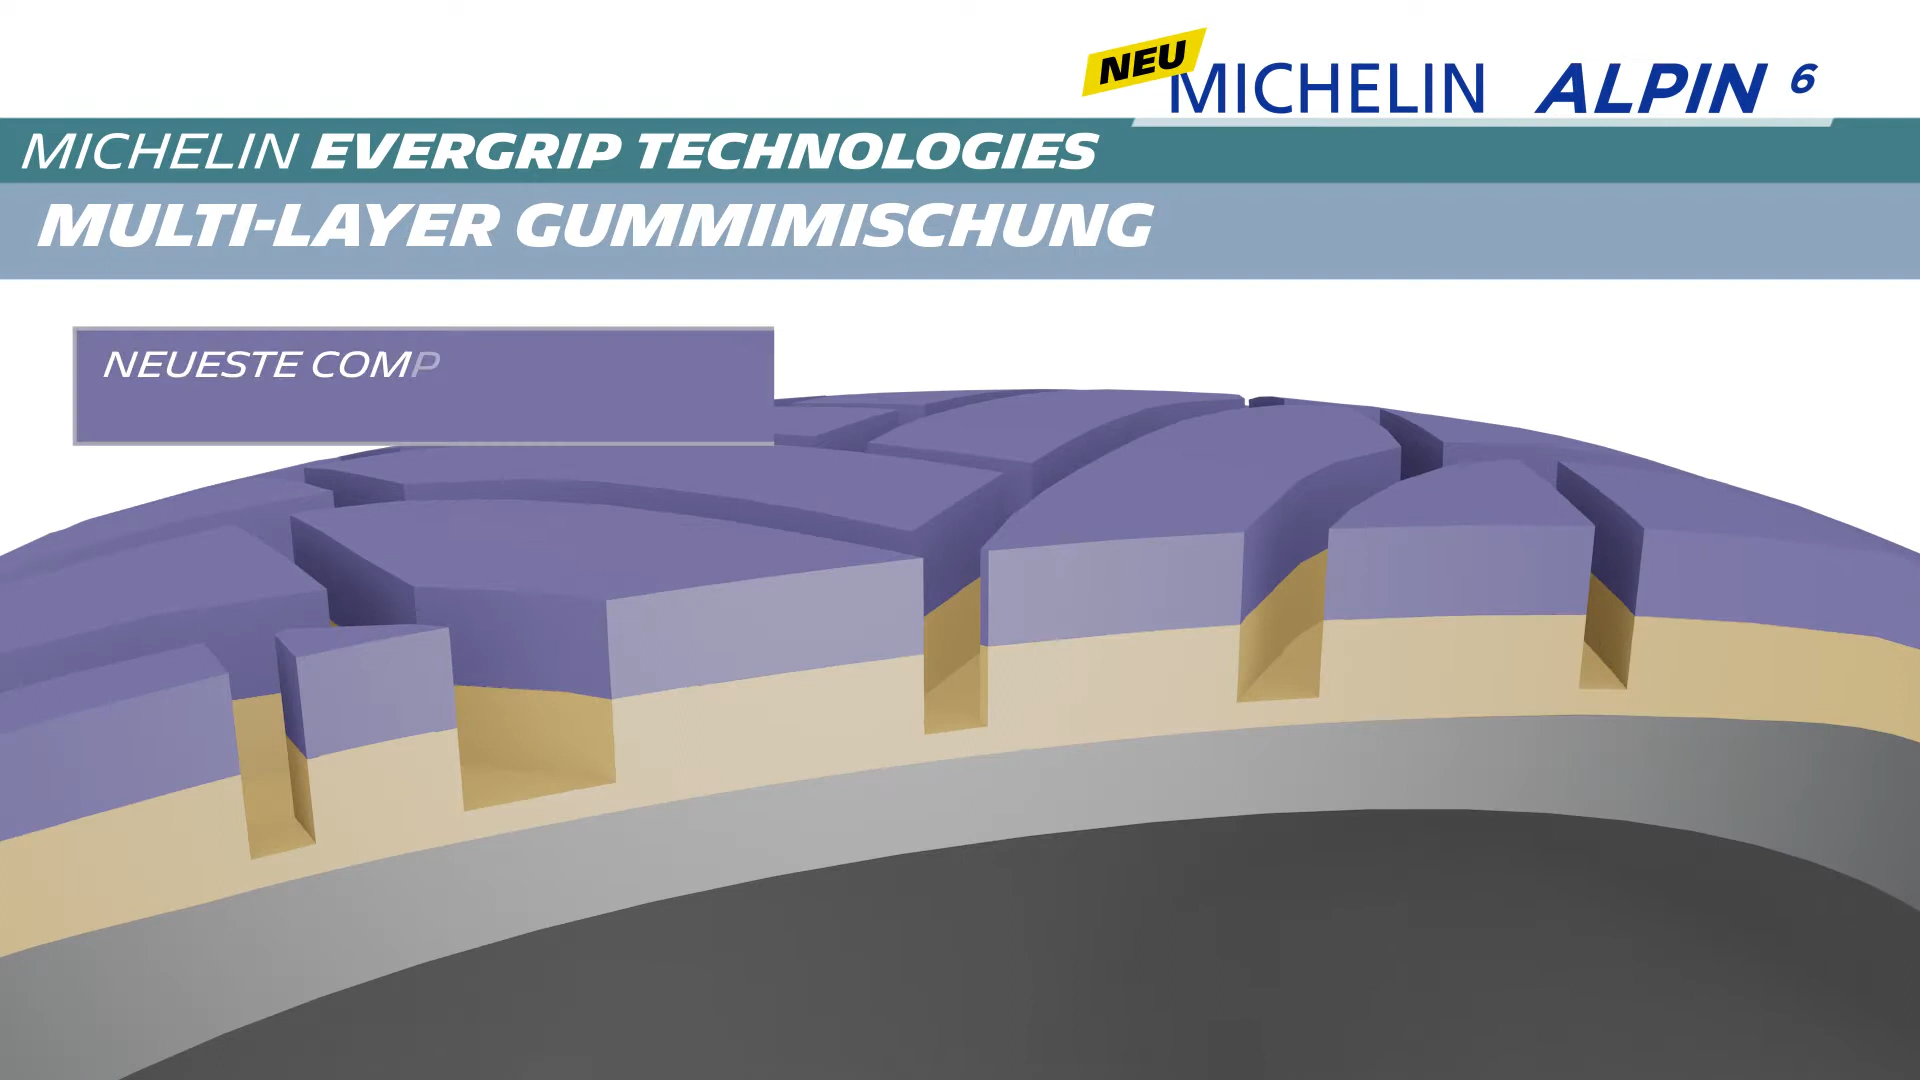 NEU
MICHELIN ALPIN 6
MICHELIN EVERGRIP TECHNOLOGIES
MULTI-LAYER GUMMIMISCHUNG
NEUESTE COMP